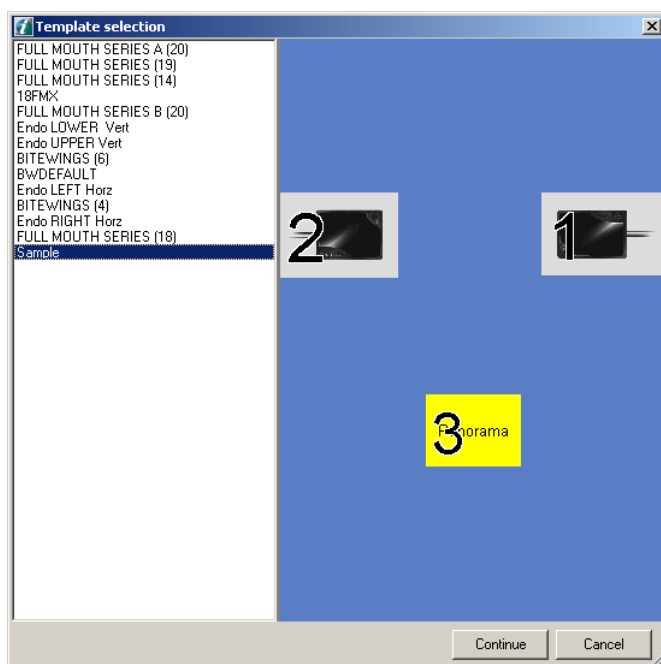 Template selection
FULL MOUTH SERIES A (20)
FULL MOUTH SERIES (19)
FULL MOUTH SERIES (14)
18FMX
FULL MOUTH SERIES B (20)
Endo LOWER  Vert
Endo UPPER Vert
BITEWINGS (6)
BWDEFAULT
Endo LEFT Horz
BITEWINGS (4)
Endo RIGHT Horz
FULL MOUTH SERIES (18)
Sample
2
1
3
Panorama
Continue
Cancel